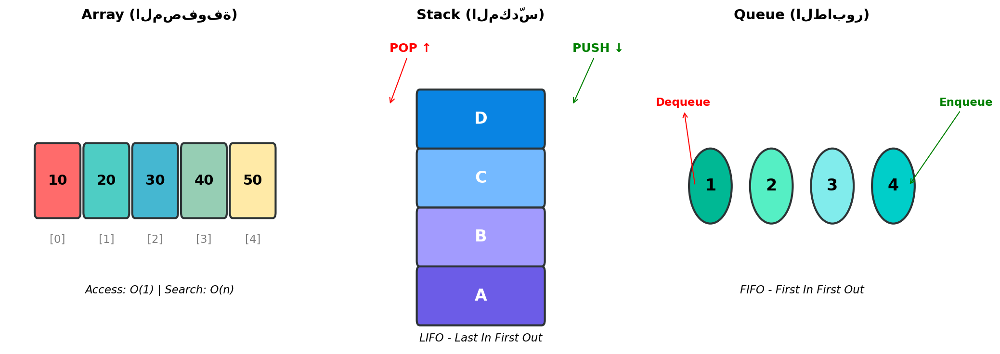 Array (المصفوفة)
10 20 30 40 50
[0] [1] [2] [3] [4]
Access: O(1) | Search: O(n)
Stack (المكدّس)
POP ↑
PUSH ↓
D
C
B
A
LIFO - Last In First Out
Queue (الطابور)
Dequeue
Enqueue
1 2 3 4
FIFO - First In First Out